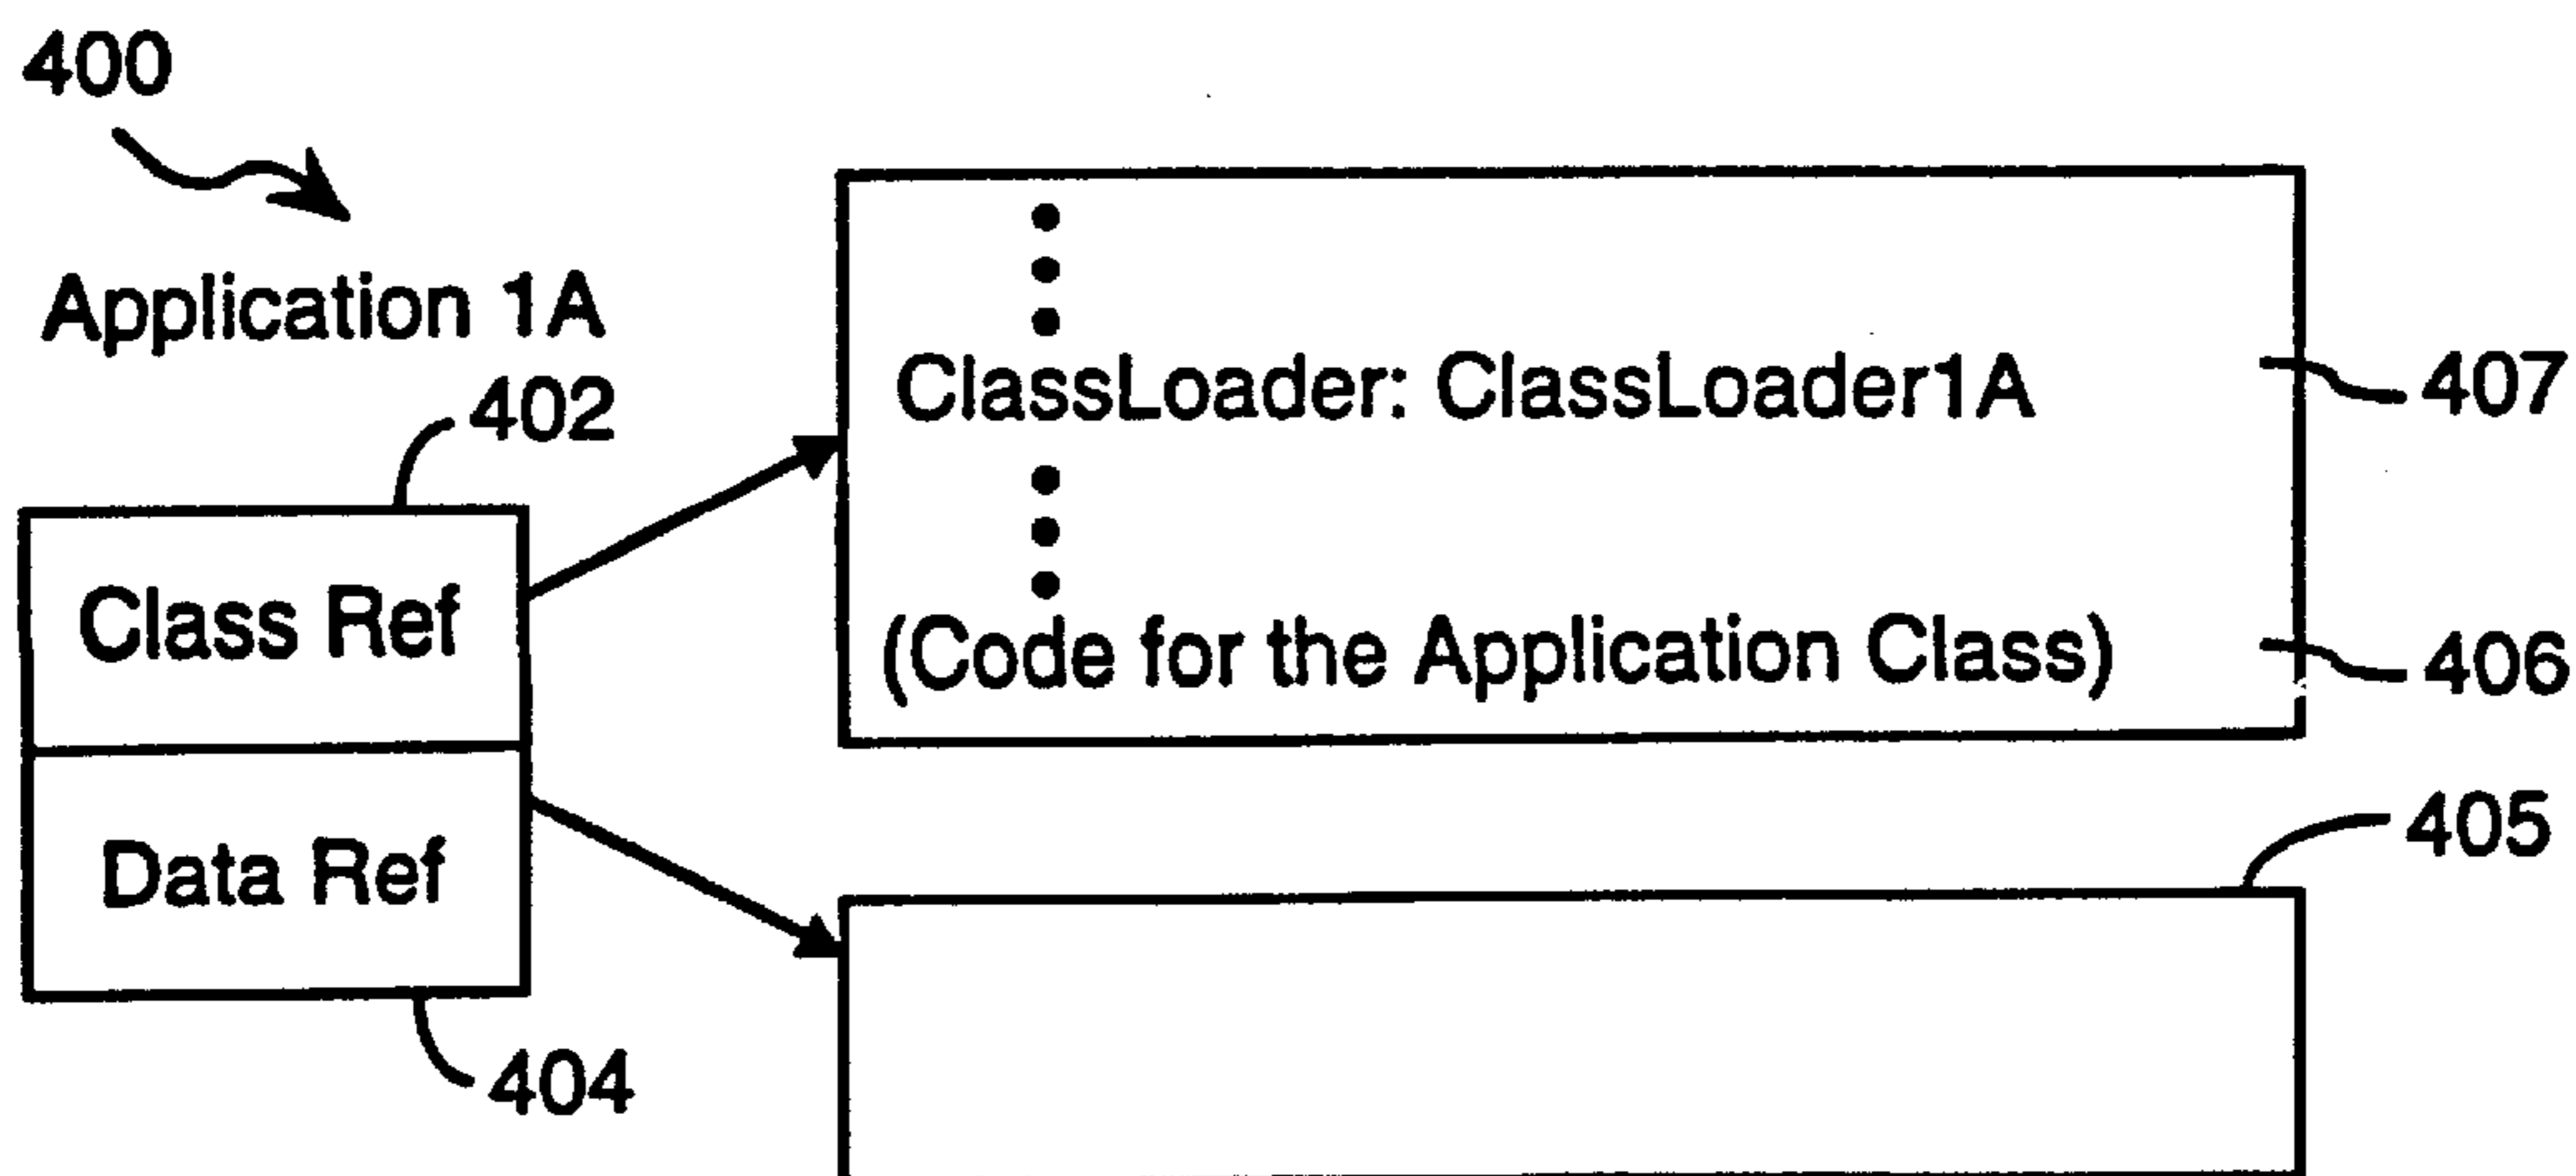 400
Application 1A
402
Class Ref
Data Ref
404
ClassLoader: ClassLoader1A
407
(Code for the Application Class)
406
405